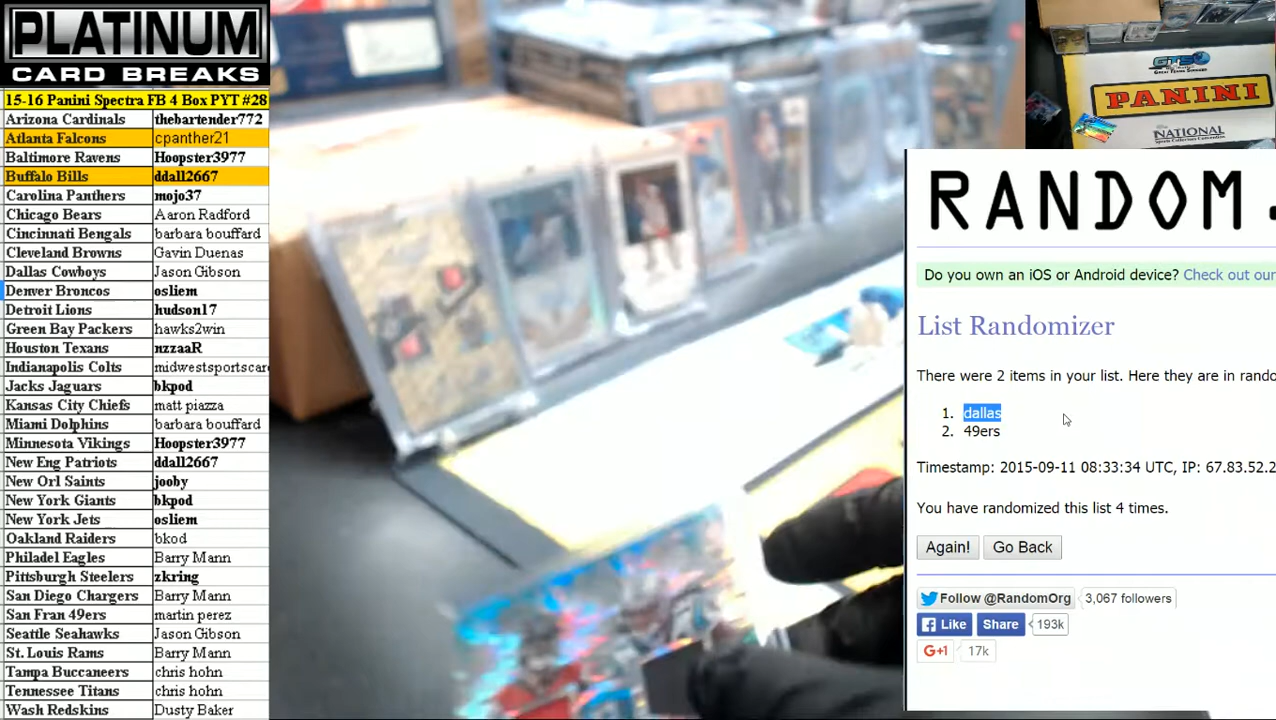 PLATINUM
CARD BREAKS
15-16 Panini Spectra FB 4 Box PYT #28
Arizona Cardinals thebartender772
Atlanta Falcons cpanther21
Baltimore Ravens Hoopster3977
Buffalo Bills ddall2667
Carolina Panthers mojo37
Chicago Bears Aaron Radford
Cincinnati Bengals barbara bouffard
Cleveland Browns Gavin Duenas
Dallas Cowboys Jason Gibson
Denver Broncos osliem
Detroit Lions hudson17
Green Bay Packers hawks2win
Houston Texans nzzaaR
Indianapolis Colts midwestsportscar
Jacks Jaguars bkpod
Kansas City Chiefs matt piazza
Miami Dolphins barbara bouffard
Minnesota Vikings Hoopster3977
New Eng Patriots ddall2667
New Orl Saints jooby
New York Giants bkpod
New York Jets osliem
Oakland Raiders bkod
Philadel Eagles Barry Mann
Pittsburgh Steelers zkring
San Diego Chargers Barry Mann
San Fran 49ers martin perez
Seattle Seahawks Jason Gibson
St. Louis Rams Barry Mann
Tampa Buccaneers chris hohn
Tennessee Titans chris hohn
Wash Redskins Dusty Baker
GTS
PANINI
NATIONAL
RANDOM.
Do you own an iOS or Android device? Check out our
List Randomizer
There were 2 items in your list. Here they are in rando
1. dallas
2. 49ers
Timestamp: 2015-09-11 08:33:34 UTC, IP: 67.83.52.2
You have randomized this list 4 times.
Again! Go Back
Follow @RandomOrg 3,067 followers
Like Share 193k
G+1 17k